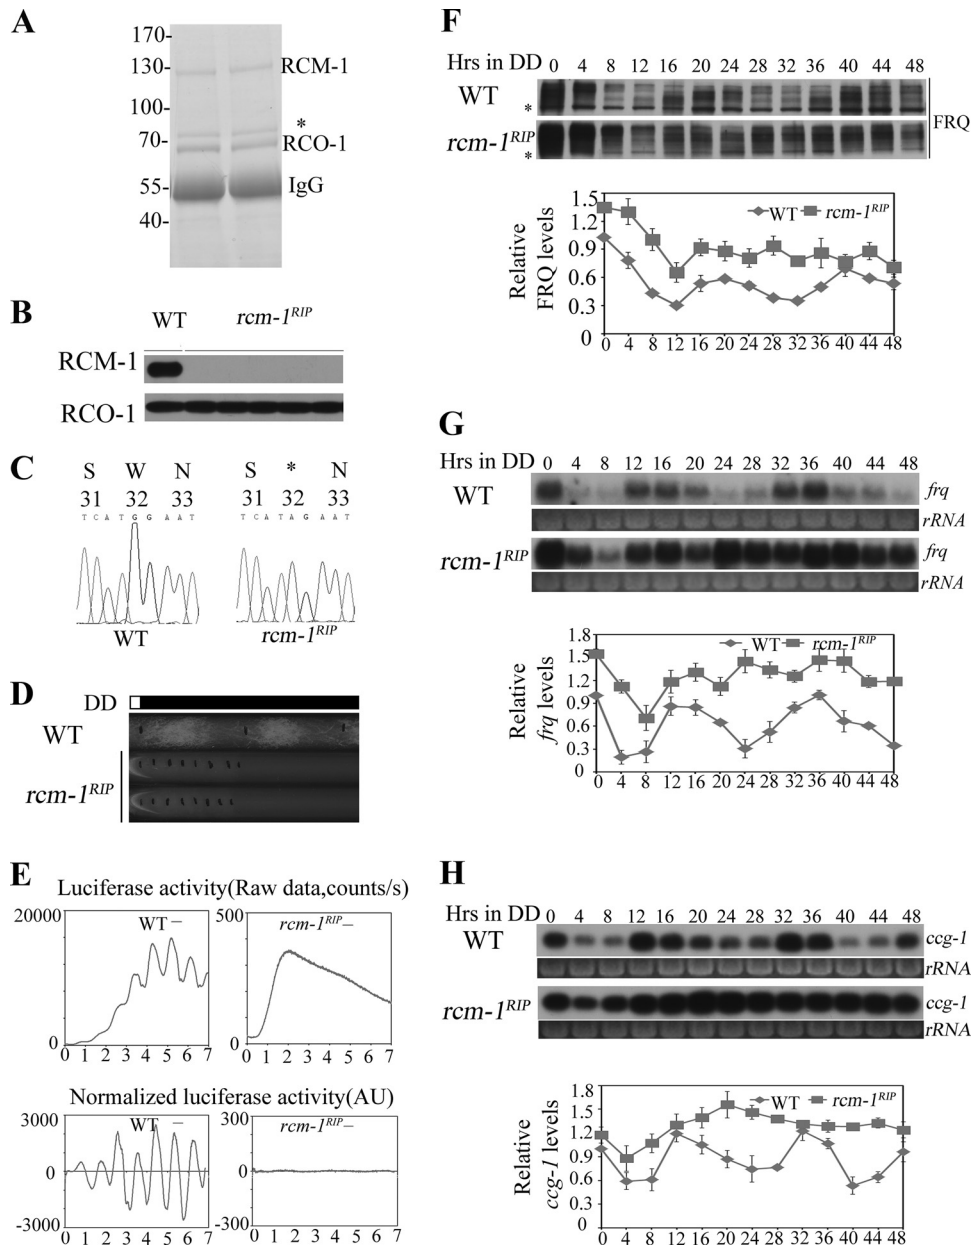 A
170-
130-
RCM-1
100-
*
70-
RCO-1
55-
IgG
40-
B
WT rcm-1RIP
RCM-1
RCO-1
C
S W N
31 32 33
T C A T G G A A T
WT
S * N
31 32 33
T C A T A G A A T
rcm-1RIP
D
DD
WT
rcm-1RIP
E
Luciferase activity(Raw data,counts/s)
20000
WT –
0
0 1 2 3 4 5 6 7
500
rcm-1RIP–
0
0 1 2 3 4 5 6 7
Normalized luciferase activity(AU)
3000
WT –
0
-3000
0 1 2 3 4 5 6 7
300
rcm-1RIP–
0
-300
0 1 2 3 4 5 6 7
F
Hrs in DD 0 4 8 12 16 20 24 28 32 36 40 44 48
WT
*
FRQ
rcm-1RIP
*
Relative
FRQ levels
1.5
1.2
0.9
0.6
0.3
0
WT rcm-1RIP
0 4 8 12 16 20 24 28 32 36 40 44 48
G
Hrs in DD 0 4 8 12 16 20 24 28 32 36 40 44 48
WT frq
rRNA
rcm-1RIP frq
rRNA
Relative
frq levels
1.8
1.5
1.2
0.9
0.6
0.3
0
WT rcm-1RIP
0 4 8 12 16 20 24 28 32 36 40 44 48
H
Hrs in DD 0 4 8 12 16 20 24 28 32 36 40 44 48
WT ccg-1
rRNA
rcm-1RIP ccg-1
rRNA
Relative
ccg-1 levels
1.8
1.5
1.2
0.9
0.6
0.3
0
WT rcm-1RIP
0 4 8 12 16 20 24 28 32 36 40 44 48